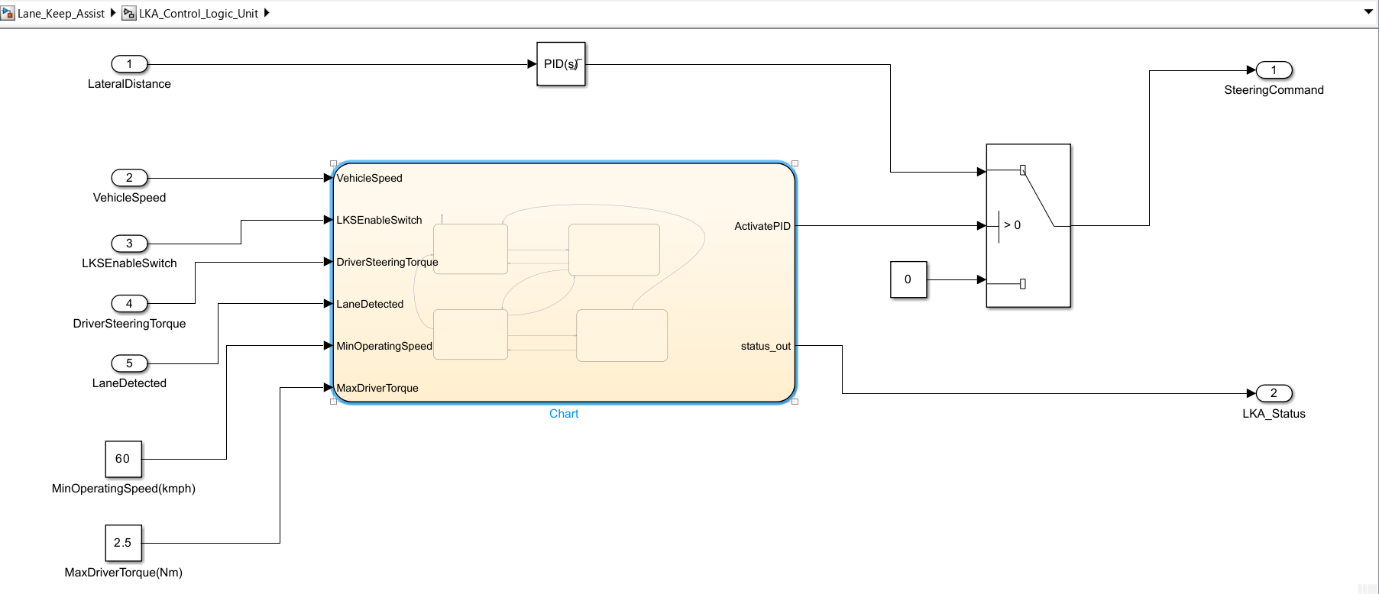 Lane_Keep_Assist LKA_Control_Logic_Unit
1
LateralDistance
PID(s)
1
SteeringCommand
2
VehicleSpeed
3
LKSEnableSwitch
4
DriverSteeringTorque
5
LaneDetected
60
MinOperatingSpeed(kmph)
2.5
MaxDriverTorque(Nm)
VehicleSpeed
LKSEnableSwitch
DriverSteeringTorque
LaneDetected
MinOperatingSpeed
MaxDriverTorque
ActivatePID
status_out
Chart
> 0
0
2
LKA_Status